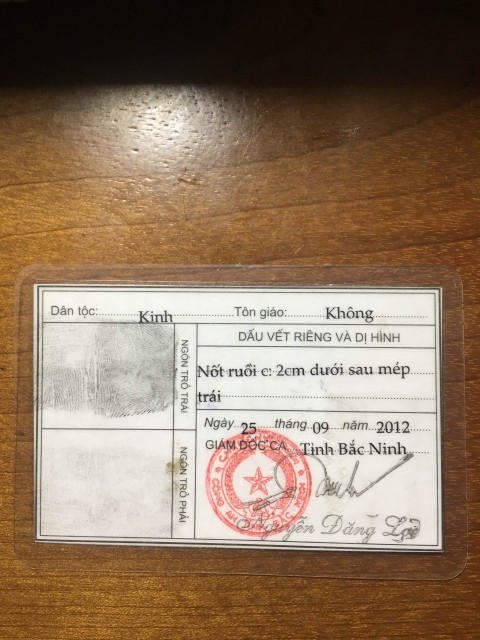 Dân tộc: Kinh Tôn giáo: Không
DẤU VẾT RIÊNG VÀ DỊ HÌNH
NGÓN TRỎ TRÁI
Nốt ruồi c: 2cm dưới sau mép
trái
Ngày 25 tháng 09 năm 2012
GIÁM ĐỐC CA Tỉnh Bắc Ninh
NGÓN TRỎ PHẢI
Nguyễn Đăng